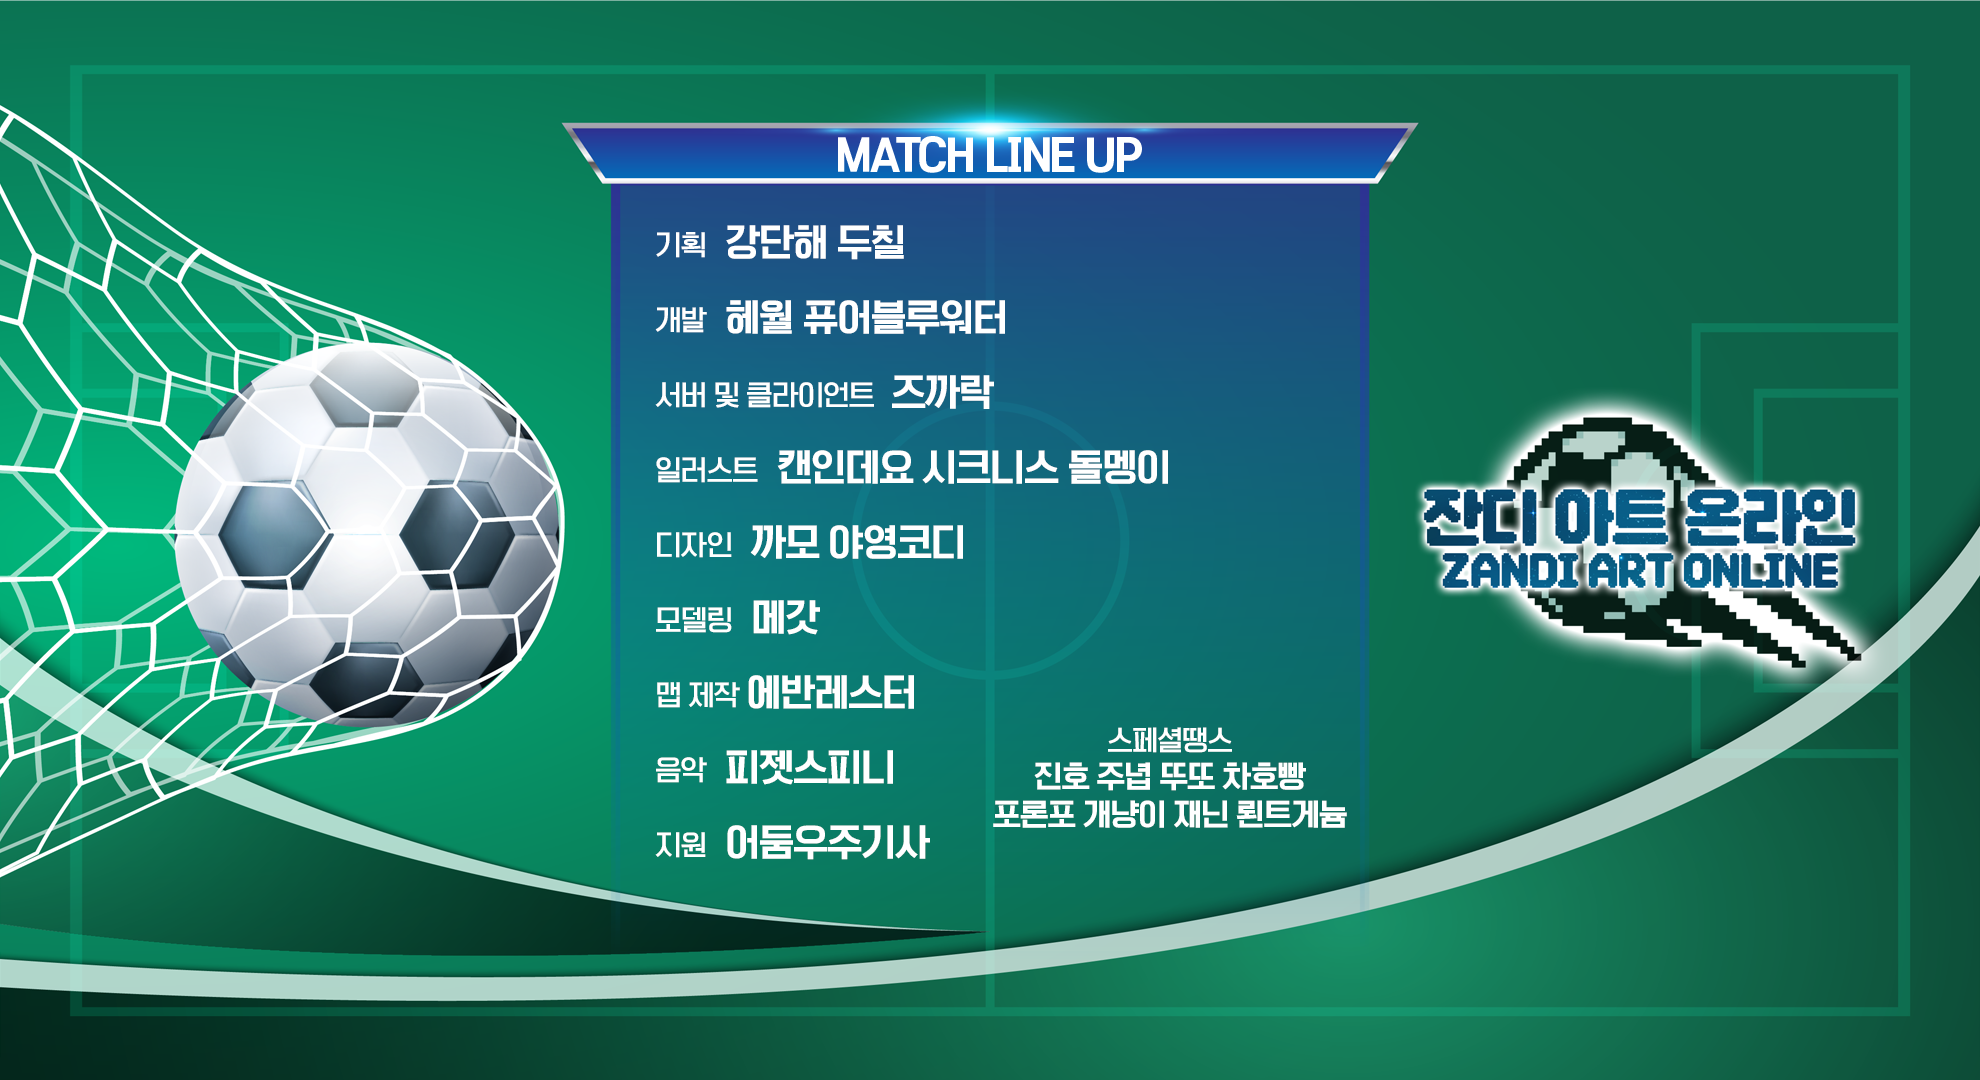 MATCH LINE UP
기획 강단해 두칠
개발 헤월 퓨어블루워터
서버 및 클라이언트 즈까락
일러스트 캔인데요 시크니스 돌멩이
디자인 까모 야영코디
모델링 메갓
맵 제작 에반레스터
음악 피젯스피니
지원 어둠우주기사
스페셜땡스
진호 주넙 뚜또 차호빵
포론포 개냥이 재닌 뢴트게늄
잔디 아트 온라인
ZANDI ART ONLINE